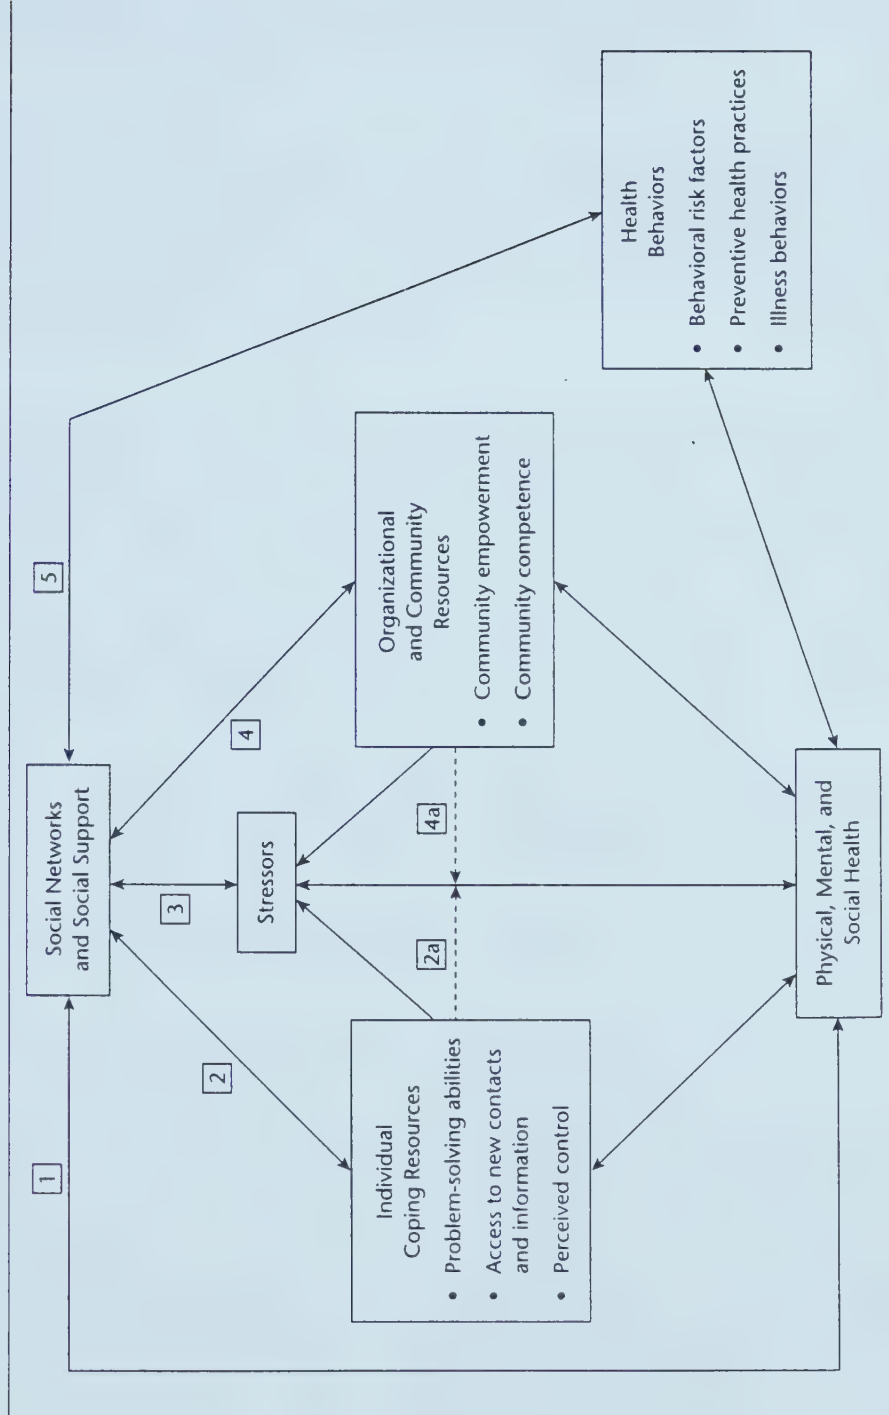 1
5
Social Networks
and Social Support
2
3
4
Stressors
Individual
Coping Resources
• Problem-solving abilities
• Access to new contacts
and information
• Perceived control
2a
4a
Organizational
and Community
Resources
• Community empowerment
• Community competence
Health
Behaviors
• Behavioral risk factors
• Preventive health practices
• Illness behaviors
Physical, Mental, and
Social Health